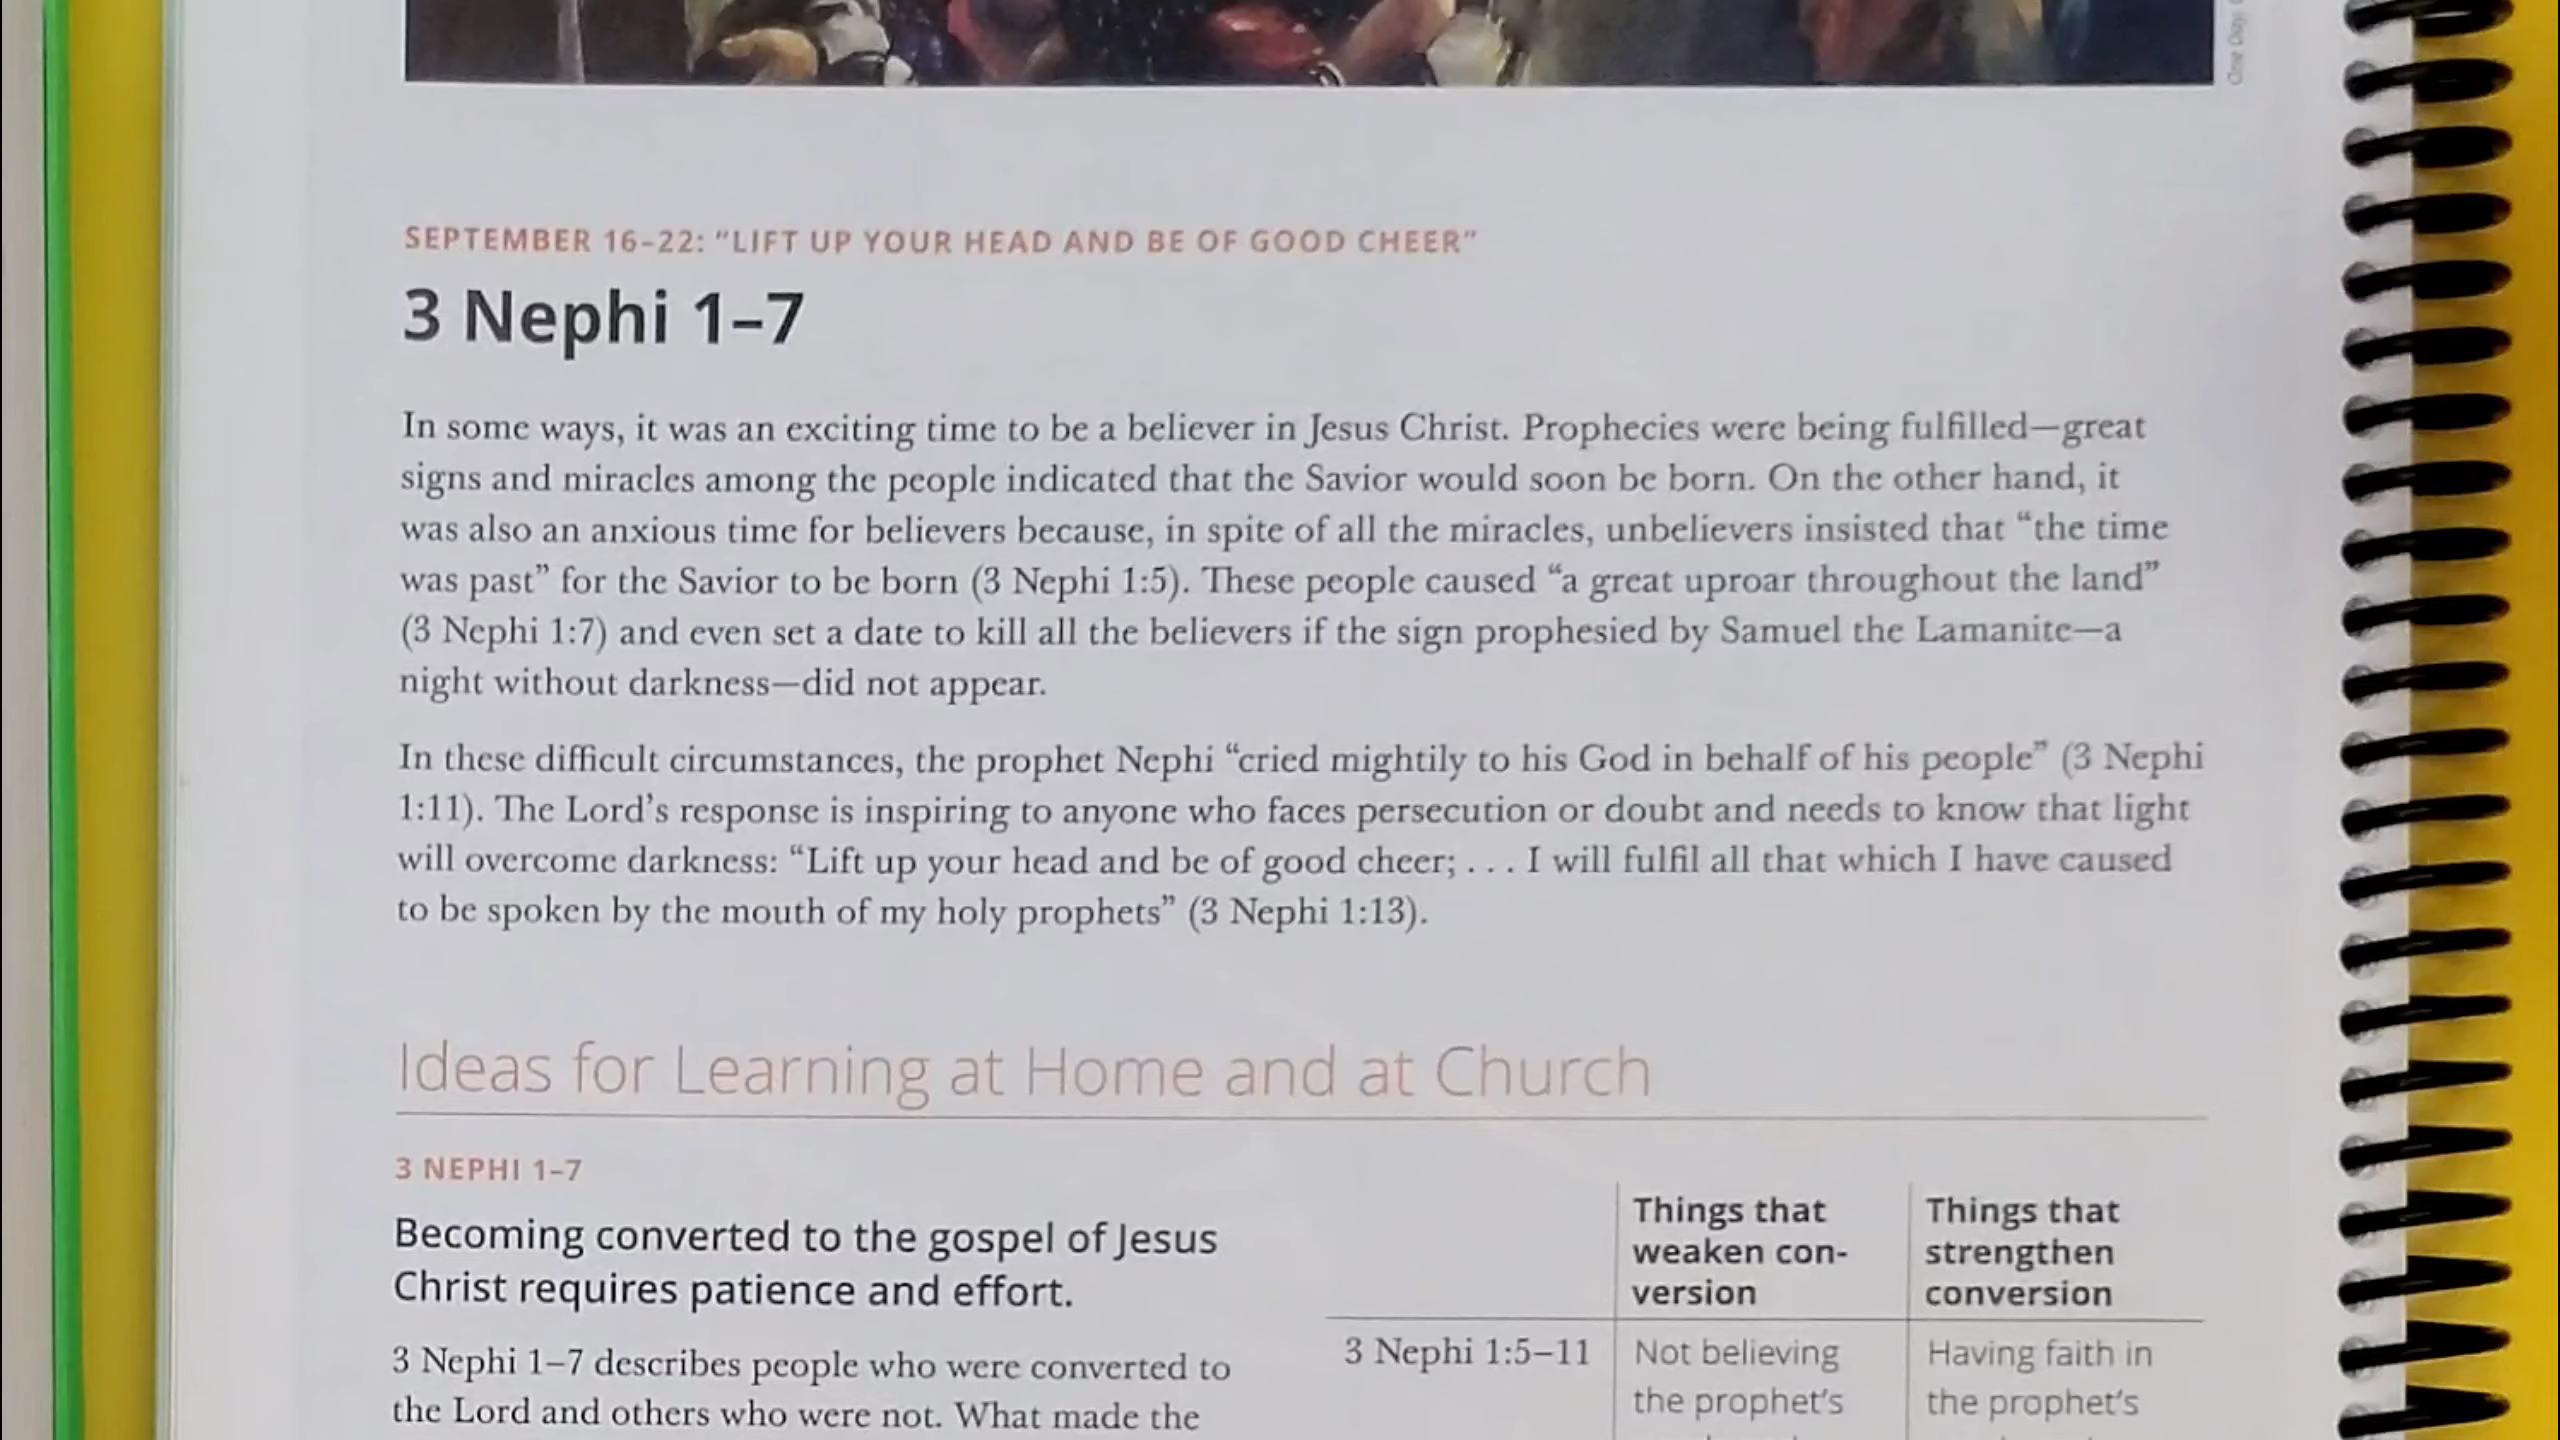 One Day,
SEPTEMBER 16–22: “LIFT UP YOUR HEAD AND BE OF GOOD CHEER”
3 Nephi 1–7
In some ways, it was an exciting time to be a believer in Jesus Christ. Prophecies were being fulfilled—great
signs and miracles among the people indicated that the Savior would soon be born. On the other hand, it
was also an anxious time for believers because, in spite of all the miracles, unbelievers insisted that “the time
was past” for the Savior to be born (3 Nephi 1:5). These people caused “a great uproar throughout the land”
(3 Nephi 1:7) and even set a date to kill all the believers if the sign prophesied by Samuel the Lamanite—a
night without darkness—did not appear.
In these difficult circumstances, the prophet Nephi “cried mightily to his God in behalf of his people” (3 Nephi
1:11). The Lord’s response is inspiring to anyone who faces persecution or doubt and needs to know that light
will overcome darkness: “Lift up your head and be of good cheer; . . . I will fulfil all that which I have caused
to be spoken by the mouth of my holy prophets” (3 Nephi 1:13).
Ideas for Learning at Home and at Church
3 NEPHI 1–7
Becoming converted to the gospel of Jesus
Christ requires patience and effort.
3 Nephi 1–7 describes people who were converted to
the Lord and others who were not. What made the
Things that
weaken con-
version
Things that
strengthen
conversion
3 Nephi 1:5–11
Not believing
the prophet’s
Having faith in
the prophet’s